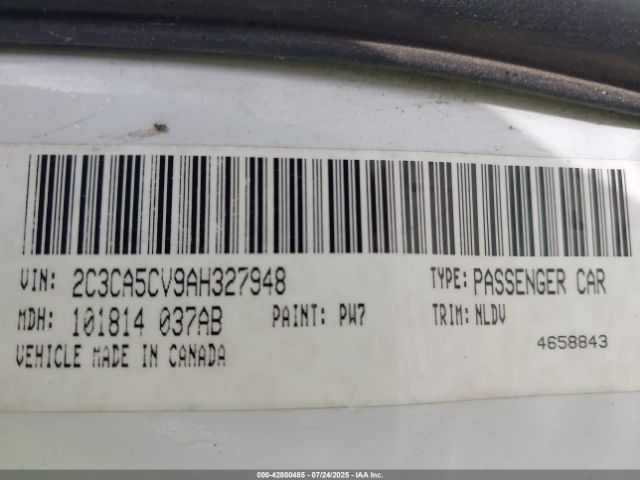 VIN: 2C3CA5CV9AH327948 TYPE: PASSENGER CAR
MDH: 101814 037AB PAINT: PW7 TRIM: NLDV
VEHICLE MADE IN CANADA 4658843
000-42800485 - 07/24/2025 - IAA Inc.